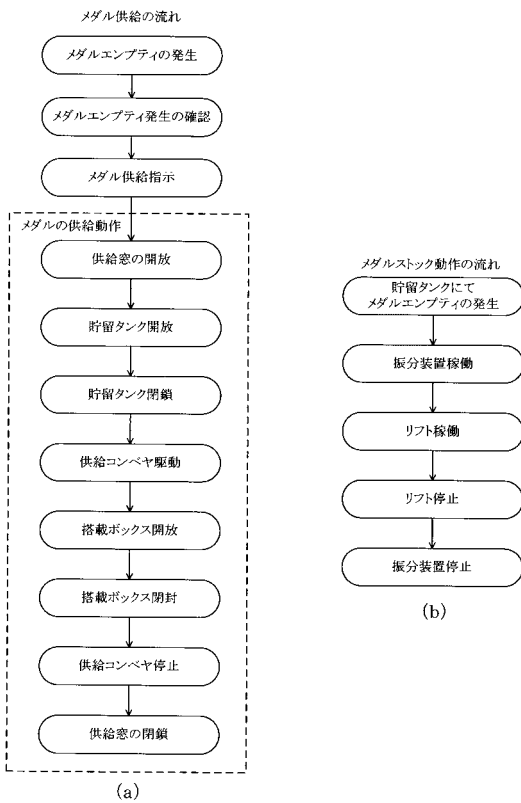 メダル供給の流れ
メダルエンプティの発生
メダルエンプティ発生の確認
メダル供給指示
メダルの供給動作
供給窓の開放
貯留タンク開放
貯留タンク閉鎖
供給コンベヤ駆動
搭載ボックス開放
搭載ボックス閉封
供給コンベヤ停止
供給窓の閉鎖
(a)
メダルストック動作の流れ
貯留タンクにて
メダルエンプティの発生
振分装置稼働
リフト稼働
リフト停止
振分装置停止
(b)